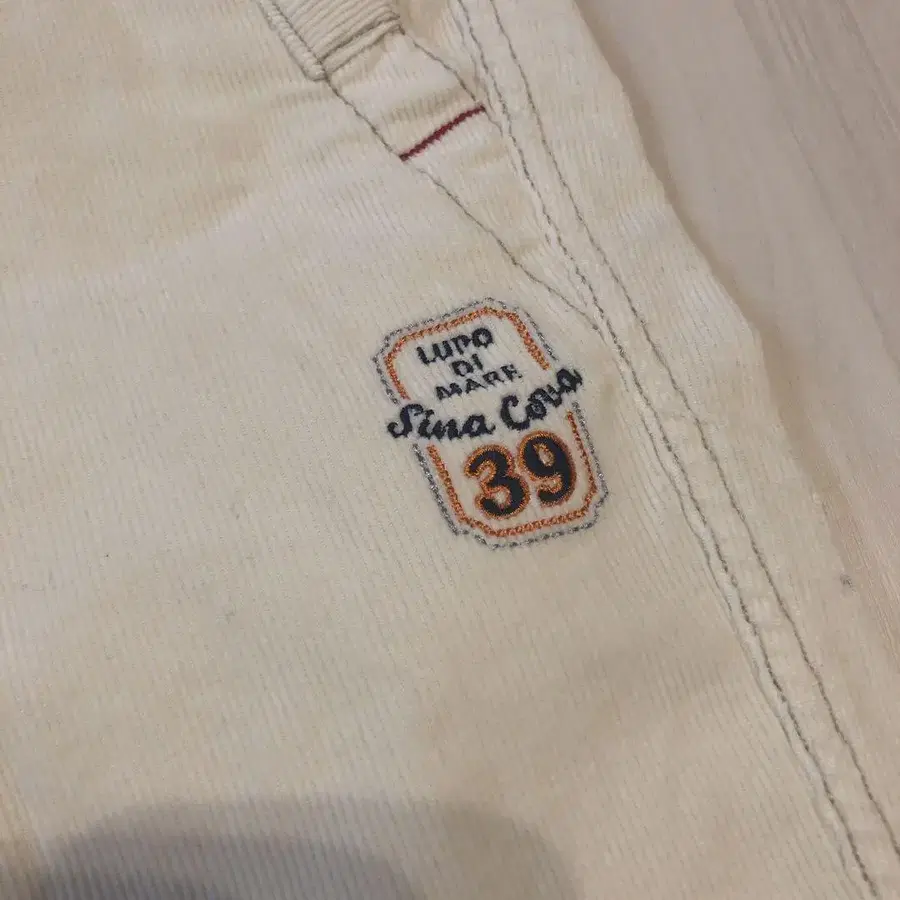 LUPO
DI
MARE
Sina Cova
39